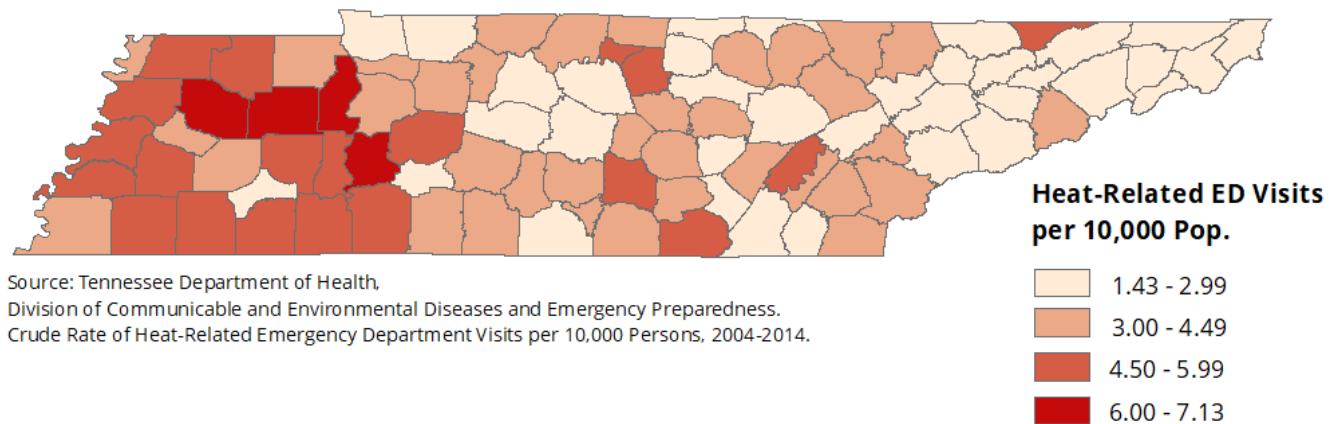 Heat-Related ED Visits
per 10,000 Pop.
1.43 - 2.99
3.00 - 4.49
4.50 - 5.99
6.00 - 7.13
Source: Tennessee Department of Health,
Division of Communicable and Environmental Diseases and Emergency Preparedness.
Crude Rate of Heat-Related Emergency Department Visits per 10,000 Persons, 2004-2014.